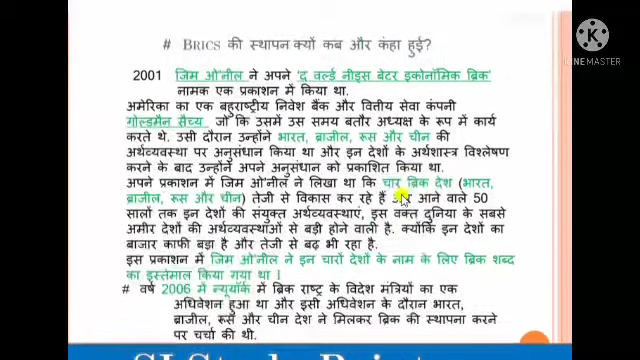 # BRICS की स्थापन क्यों कब और कंहा हुई?
2001 जिम ओ'नील ने अपने 'द वर्ल्ड नीड्स बेटर इकोनॉमिक ब्रिक'
नामक एक प्रकाशन में किया था.
अमेरिका का एक बहुराष्ट्रीय निवेश बैंक और वित्तीय सेवा कंपनी
गोल्डमैन सैच्य जो कि उसमें उस समय बतौर अध्यक्ष के रूप में कार्य
करते थे. उसी दौरान उन्होंने भारत, ब्राजील, रूस और चीन की
अर्थव्यवस्था पर अनुसंधान किया था और इन देशों के अर्थशास्त्र विश्लेषण
करने के बाद उन्होंने अपने अनुसंधान को प्रकाशित किया था.
अपने प्रकाशन में जिम ओ'नील ने लिखा था कि चार ब्रिक देश (भारत,
ब्राजील, रूस और चीन) तेजी से विकास कर रहे हैं और आने वाले 50
सालों तक इन देशों की संयुक्त अर्थव्यवस्थाएं, इस वक्त दुनिया के सबसे
अमीर देशों की अर्थव्यवस्थाओं से बड़ी होने वाली है. क्योंकि इन देशों का
बाजार काफी बड़ा है और तेजी से बढ़ भी रहा है.
इस प्रकाशन में जिम ओ'नील ने इन चारों देशों के नाम के लिए ब्रिक शब्द
का इस्तेमाल किया गया था |
# वर्ष 2006 में न्यूयॉर्क में ब्रिक राष्ट्र के विदेश मंत्रियों का एक
अधिवेशन हुआ था और इसी अधिवेशन के दौरान भारत,
ब्राजील, रूस और चीन देश ने मिलकर ब्रिक की स्थापना करने
पर चर्चा की थी.
SI Study Point
KINEMASTER